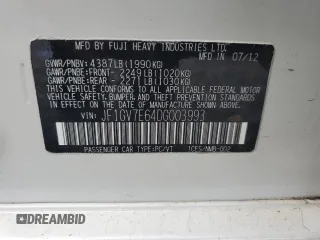 MFD BY FUJI HEAVY INDUSTRIES LTD.
MFD IN 07/12
GVWR/PNBV: 4387LB(1990KG)
GAWR/PNBE: FRONT- 2249LB(1020KG)
GAWR/PNBE: REAR - 2271LB(1030KG)
THIS VEHICLE CONFORMS TO ALL APPLICABLE FEDERAL MOTOR
VEHICLE SAFETY, BUMPER, AND THEFT PREVENTION
STANDARDS IN EFFECT ON THE DATE OF MANUFACTURE
SHOWN ABOVE.
VIN: JF1GV7E64DG003993
PASSENGER CAR TYPE:PC/VT